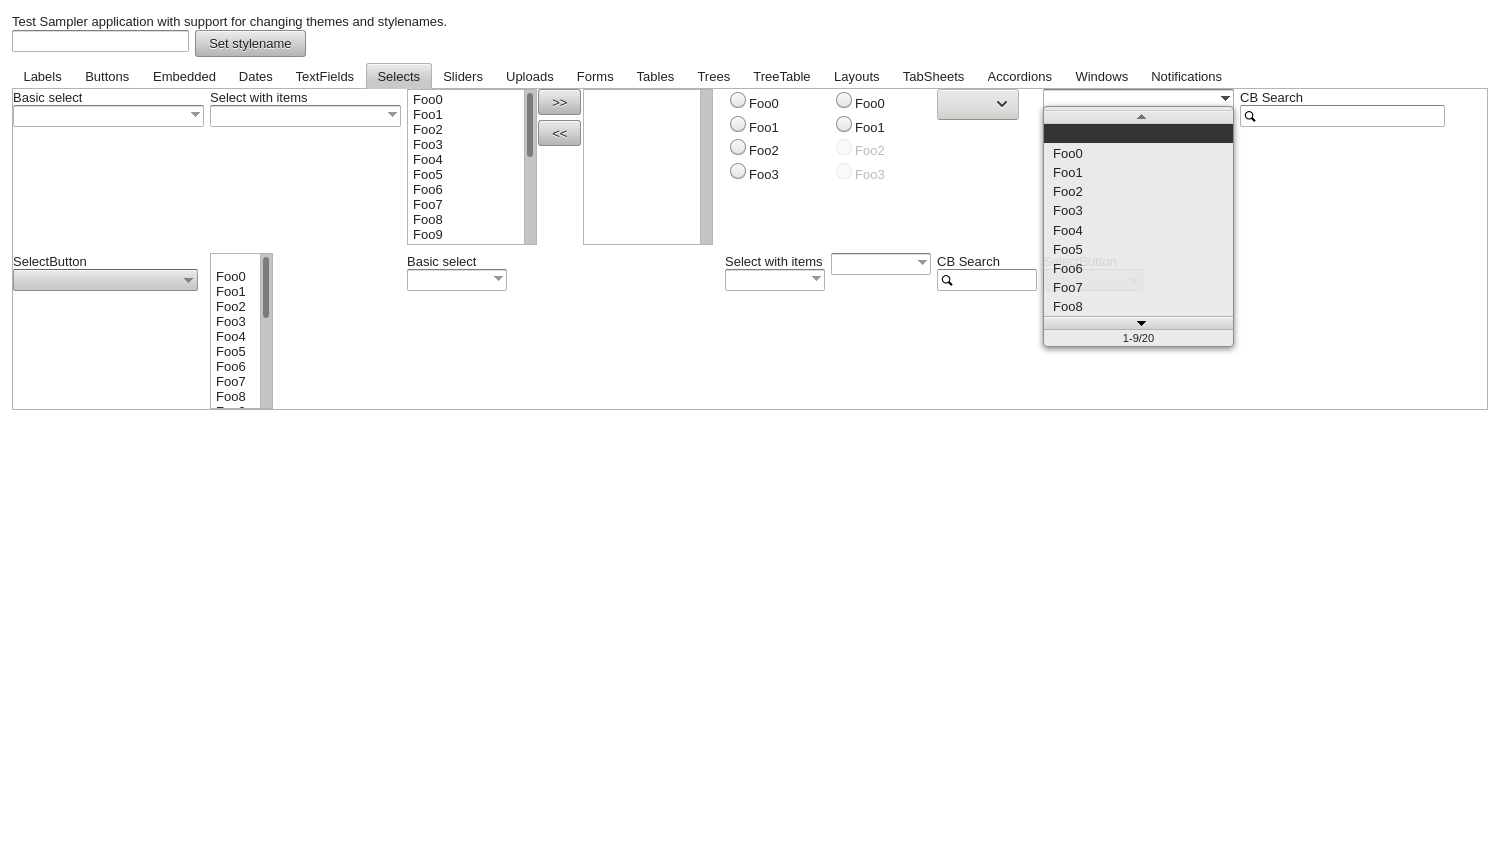 Test Sampler application with support for changing themes and stylenames.
Set stylename
Labels Buttons Embedded Dates TextFields Selects Sliders Uploads Forms Tables Trees TreeTable Layouts TabSheets Accordions Windows Notifications
Basic select
Select with items
Foo0
Foo1
Foo2
Foo3
Foo4
Foo5
Foo6
Foo7
Foo8
Foo9
>>
<<
Foo0
Foo1
Foo2
Foo3
Foo0
Foo1
Foo2
Foo3
Foo0
Foo1
Foo2
Foo3
Foo4
Foo5
Foo6
Foo7
Foo8
1-9/20
CB Search
SelectButton
Foo0
Foo1
Foo2
Foo3
Foo4
Foo5
Foo6
Foo7
Foo8
Basic select
Select with items
CB Search
SelectButton